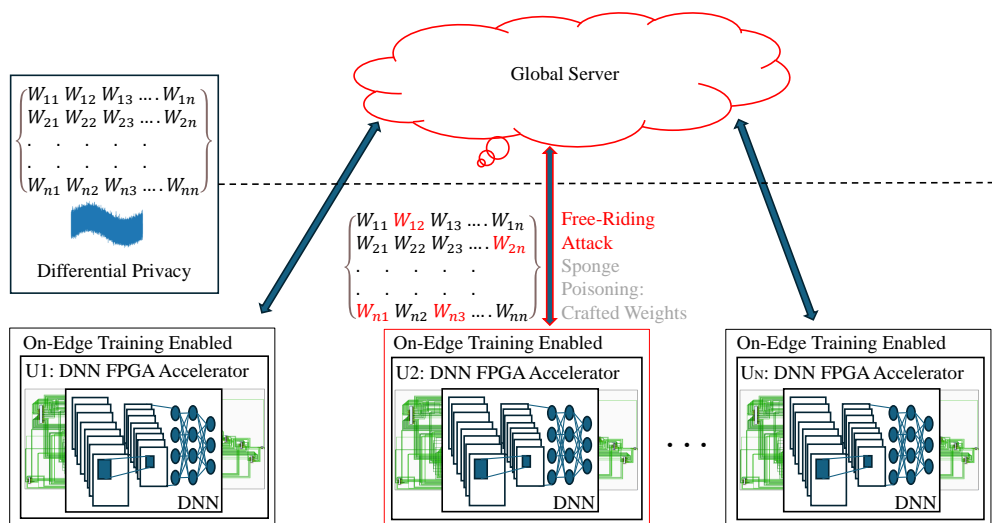 Global Server
W₁₁ W₁₂ W₁₃ .... W₁ₙ
W₂₁ W₂₂ W₂₃ .... W₂ₙ
. . . . .
. . . . .
Wₙ₁ Wₙ₂ Wₙ₃ .... Wₙₙ
Differential Privacy
W₁₁ W₁₂ W₁₃ .... W₁ₙ
W₂₁ W₂₂ W₂₃ .... W₂ₙ
. . . . .
. . . . .
Wₙ₁ Wₙ₂ Wₙ₃ .... Wₙₙ
Free-Riding
Attack
Sponge
Poisoning:
Crafted Weights
On-Edge Training Enabled
U1: DNN FPGA Accelerator
DNN
On-Edge Training Enabled
U2: DNN FPGA Accelerator
DNN
. . .
On-Edge Training Enabled
UN: DNN FPGA Accelerator
DNN